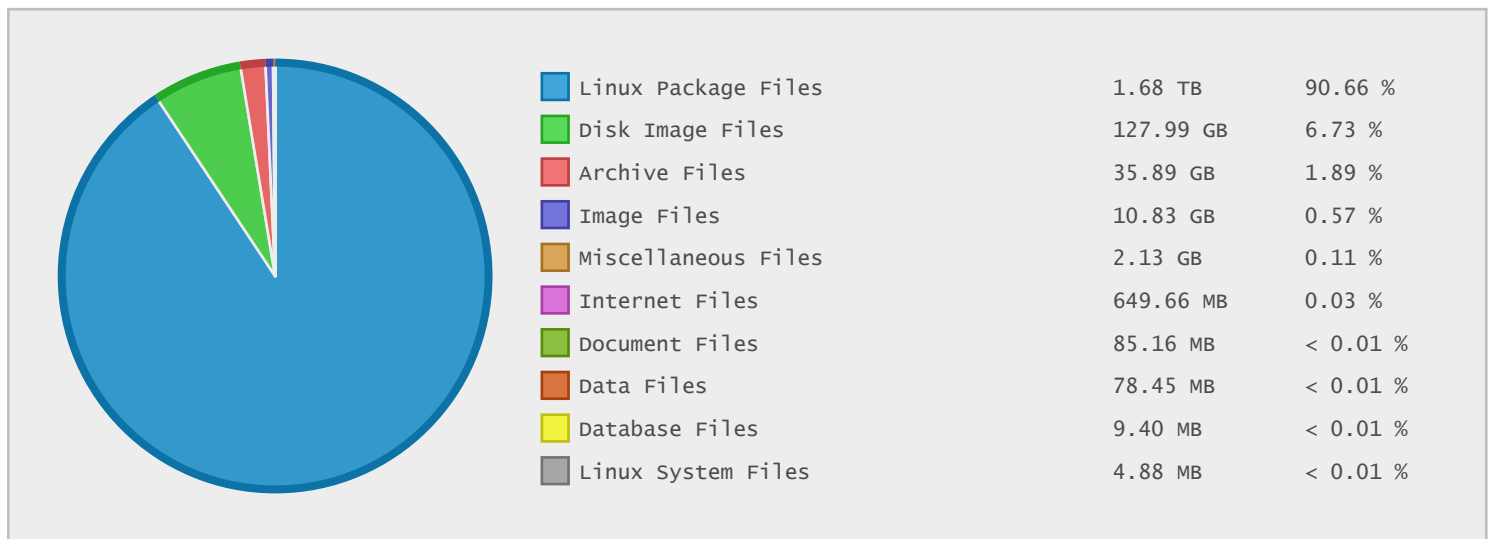 Linux Package Files 1.68 TB 90.66 %
Disk Image Files 127.99 GB 6.73 %
Archive Files 35.89 GB 1.89 %
Image Files 10.83 GB 0.57 %
Miscellaneous Files 2.13 GB 0.11 %
Internet Files 649.66 MB 0.03 %
Document Files 85.16 MB < 0.01 %
Data Files 78.45 MB < 0.01 %
Database Files 9.40 MB < 0.01 %
Linux System Files 4.88 MB < 0.01 %